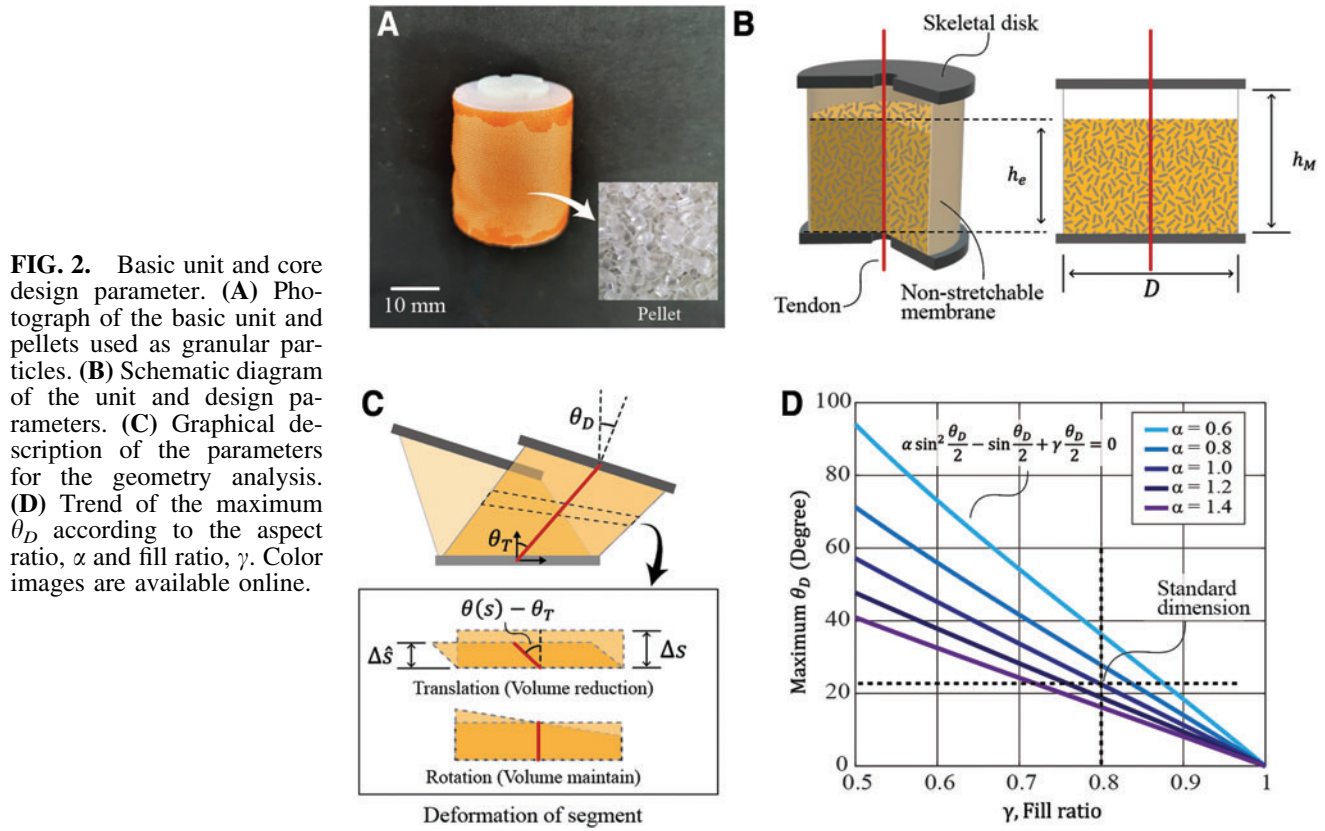 FIG. 2. Basic unit and core
design parameter. (A) Pho-
tograph of the basic unit and
pellets used as granular par-
ticles. (B) Schematic diagram
of the unit and design pa-
rameters. (C) Graphical de-
scription of the parameters
for the geometry analysis.
(D) Trend of the maximum
θ_D according to the aspect
ratio, α and fill ratio, γ. Color
images are available online.
A
10 mm
Pellet
B
Skeletal disk
h_e
h_M
D
Tendon
Non-stretchable
membrane
C
θ_D
θ_T
θ(s) − θ_T
Δŝ
Δs
Translation (Volume reduction)
Rotation (Volume maintain)
Deformation of segment
D
α sin² θ_D/2 − sin θ_D/2 + γ θ_D/2 = 0
α = 0.6
α = 0.8
α = 1.0
α = 1.2
α = 1.4
Standard
dimension
Maximum θ_D (Degree)
100
80
60
40
20
0
0.5 0.6 0.7 0.8 0.9 1
γ, Fill ratio